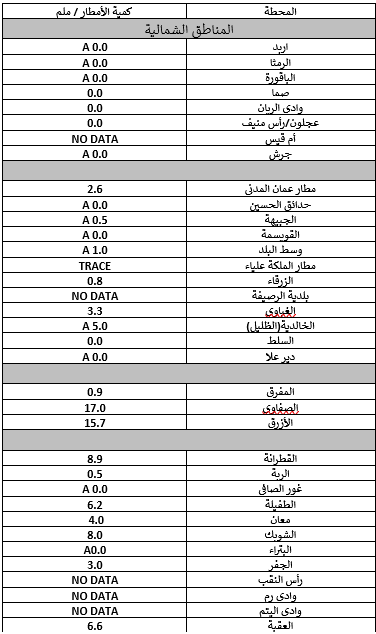 المحطة كمية الأمطار / ملم
المناطق الشمالية
اربد A 0.0
الرمثا A 0.0
الباقورة A 0.0
صما 0.0
وادي الريان 0.0
عجلون/رأس منيف 0.0
أم قيس NO DATA
جرش A 0.0
مطار عمان المدني 2.6
حدائق الحسين A 0.0
الجبيهة A 0.5
القويسمة A 0.0
وسط البلد A 1.0
مطار الملكة علياء TRACE
الزرقاء 0.8
بلدية الرصيفة NO DATA
الغباوي 3.3
الخالدية(الظليل) A 5.0
السلط 0.0
دير علا A 0.0
المفرق 0.9
الصفاوي 17.0
الأزرق 15.7
القطرانة 8.9
الربة 0.5
غور الصافي A 0.0
الطفيلة 6.2
معان 4.0
الشوبك 8.0
البتراء A0.0
الجفر 3.0
رأس النقب NO DATA
وادي رم NO DATA
وادي اليتم NO DATA
العقبة 6.6